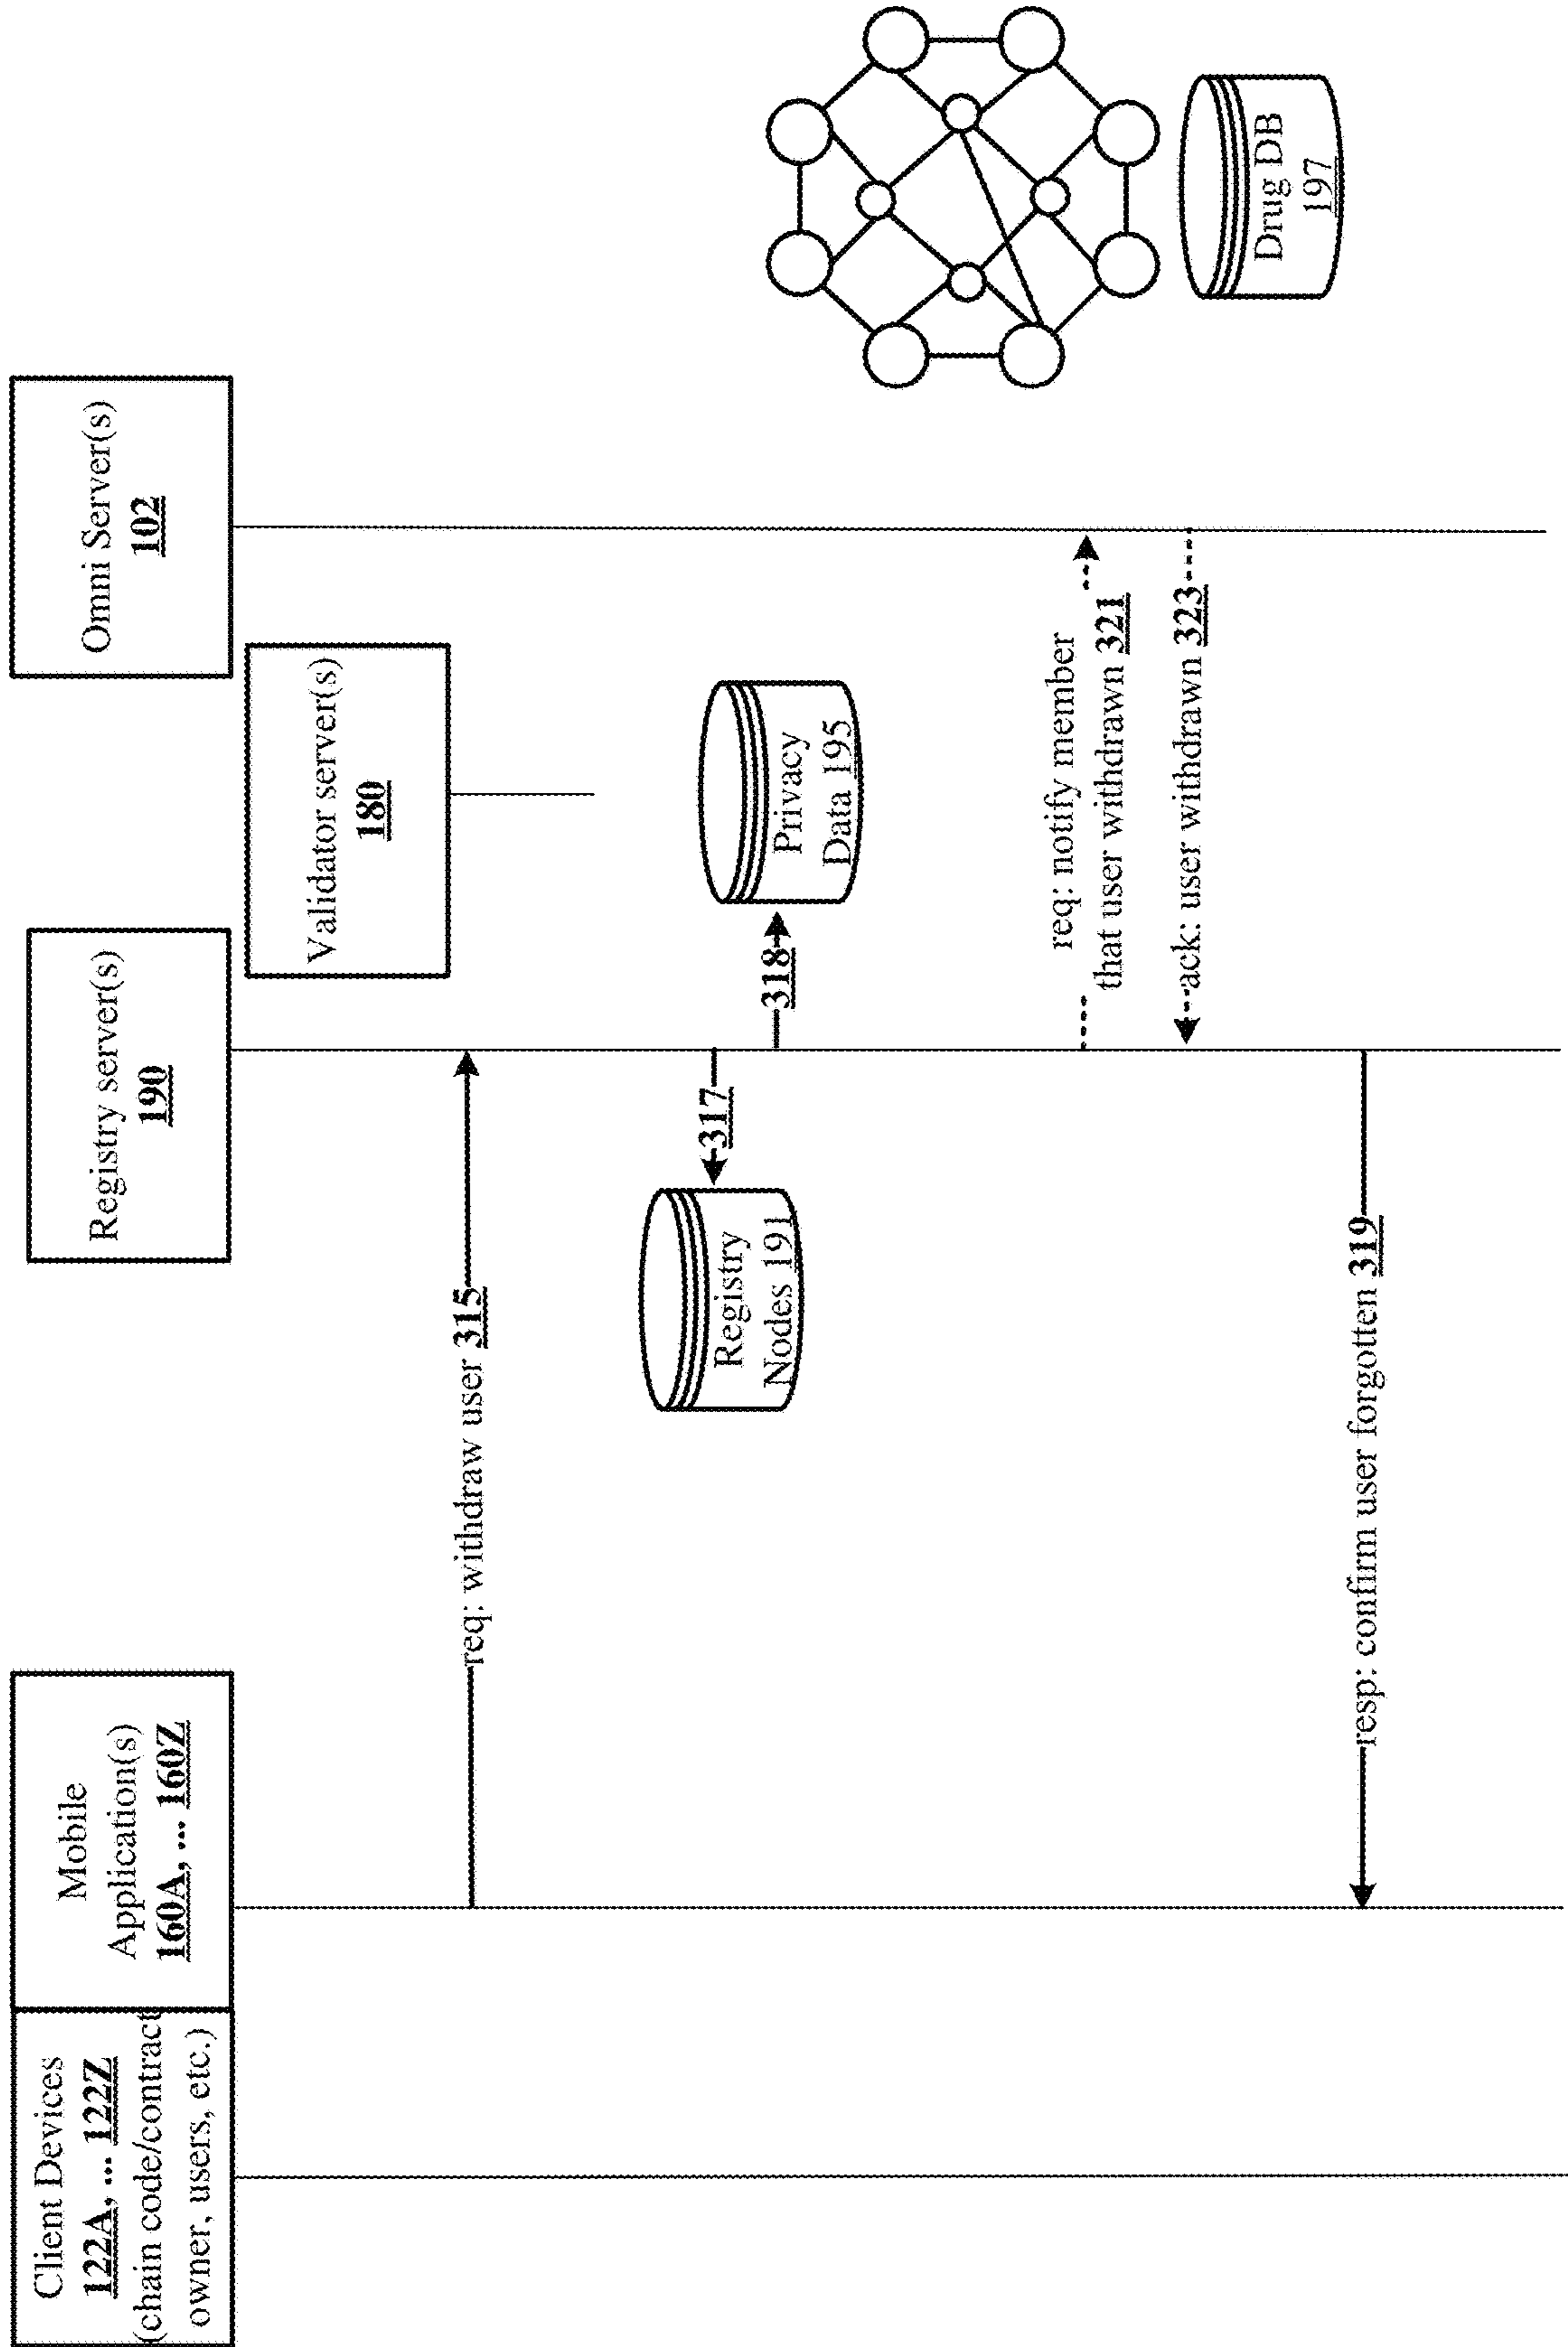 Client Devices
122A, ... 122Z
(chain code/contract
owner, users, etc.)
Mobile
Application(s)
160A, ... 160Z
Registry server(s)
190
Validator server(s)
180
Omni Server(s)
102
req: withdraw user 315
Registry
Nodes 191
317
318
Privacy
Data 195
req: notify member
that user withdrawn 321
ack: user withdrawn 323
resp: confirm user forgotten 319
Drug DB
197